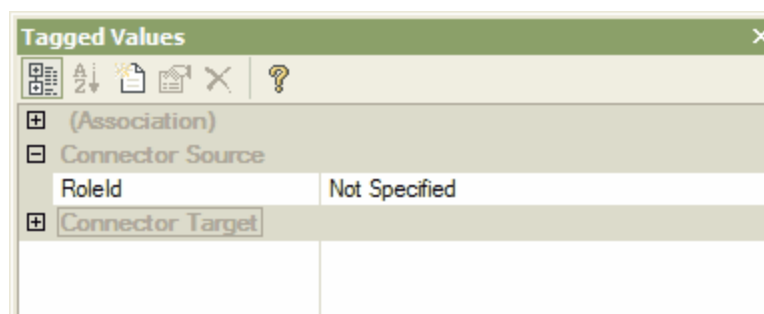 Tagged Values
(Association)
Connector Source
RoleId Not Specified
Connector Target